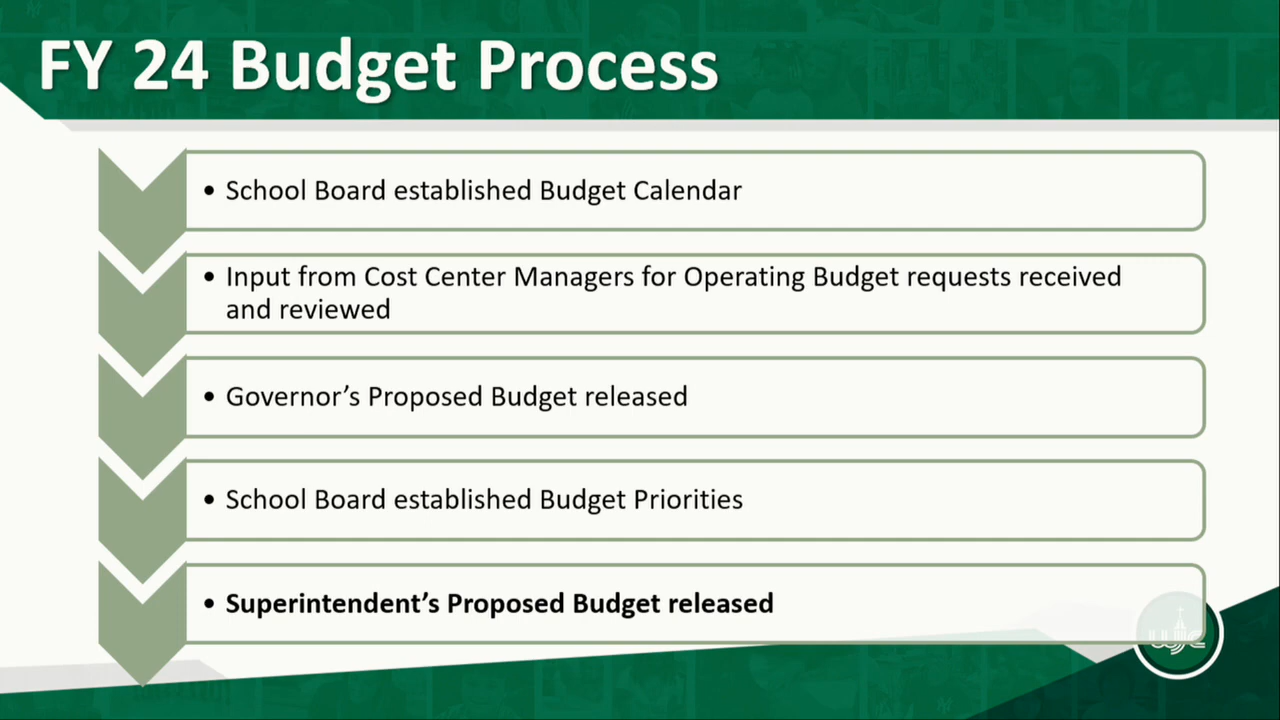 FY 24 Budget Process
• School Board established Budget Calendar
• Input from Cost Center Managers for Operating Budget requests received
and reviewed
• Governor’s Proposed Budget released
• School Board established Budget Priorities
• Superintendent’s Proposed Budget released